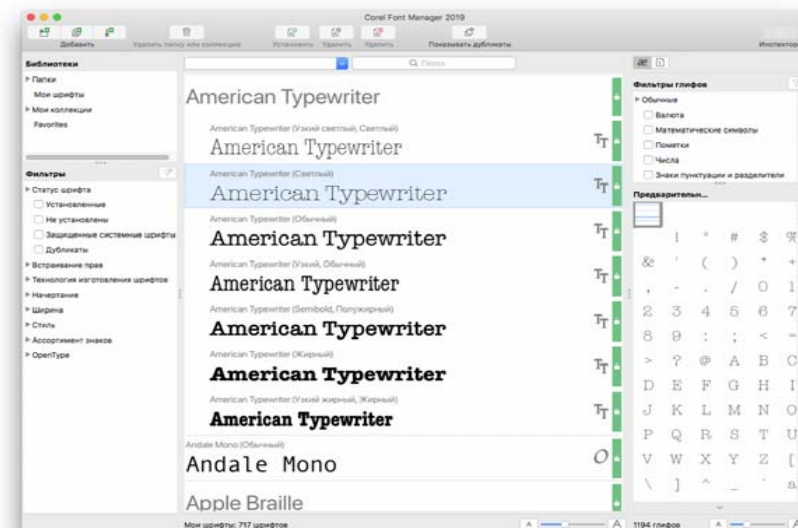 Corel Font Manager 2019
Добавить Удалить папку или коллекцию Установить Удалить Удалить Показывать дубликаты Инспектор
Библиотеки
Папки
Мои шрифты
Мои коллекции
Favorites
Фильтры
Статус шрифта
Установленные
Не установлены
Защищенные системные шрифты
Дубликаты
Встраивание прав
Технология изготовления шрифтов
Начертание
Ширина
Стиль
Ассортимент знаков
OpenType
Поиск
American Typewriter
American Typewriter (Узкий светлый, Светлый)
American Typewriter
American Typewriter (Светлый)
American Typewriter
American Typewriter (Обычный)
American Typewriter
American Typewriter (Узкий, Обычный)
American Typewriter
American Typewriter (Semibold, Полужирный)
American Typewriter
American Typewriter (Жирный)
American Typewriter
American Typewriter (Узкий жирный, Жирный)
American Typewriter
Andale Mono (Обычный)
Andale Mono
Apple Braille
Мои шрифты: 717 шрифтов
Фильтры глифов
Обычные
Валюта
Математические символы
Пометки
Числа
Знаки пунктуации и разделители
Предварительн...
! " # $ %
& ' ( ) * +
, - . / 0 1
2 3 4 5 6 7
8 9 : ; < =
> ? @ A B C
D E F G H I
J K L M N O
P Q R S T U
V W X Y Z [
\ ] ^ _ ` a
1194 глифов